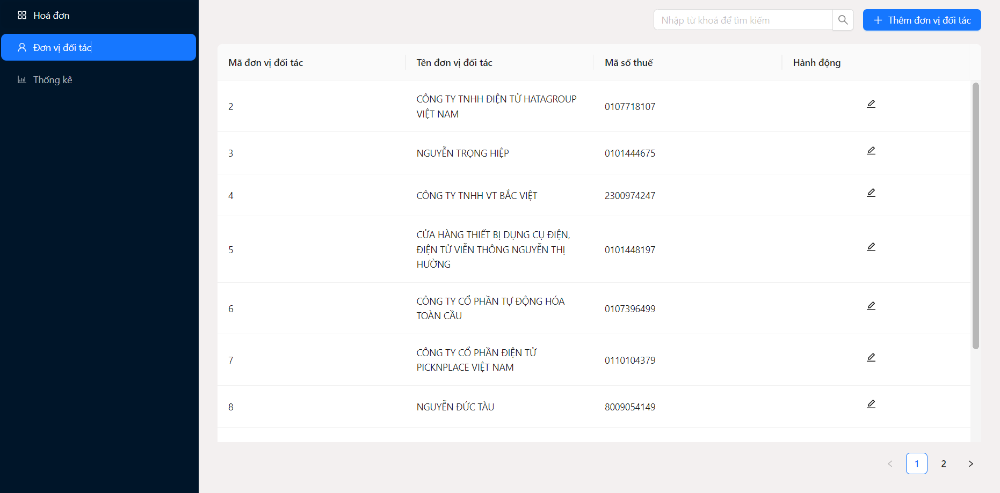 Hoá đơn
Đơn vị đối tác
Thống kê
Nhập từ khoá để tìm kiếm
Thêm đơn vị đối tác
Mã đơn vị đối tác
Tên đơn vị đối tác
Mã số thuế
Hành động
2
CÔNG TY TNHH ĐIỆN TỬ HATAGROUP
VIỆT NAM
0107718107
3
NGUYỄN TRỌNG HIỆP
0101444675
4
CÔNG TY TNHH VT BẮC VIỆT
2300974247
5
CỬA HÀNG THIẾT BỊ DỤNG CỤ ĐIỆN,
ĐIỆN TỬ VIỄN THÔNG NGUYỄN THỊ
HƯỜNG
0101448197
6
CÔNG TY CỔ PHẦN TỰ ĐỘNG HÓA
TOÀN CẦU
0107396499
7
CÔNG TY CỔ PHẦN ĐIỆN TỬ
PICKNPLACE VIỆT NAM
0110104379
8
NGUYỄN ĐỨC TÀU
8009054149
1
2